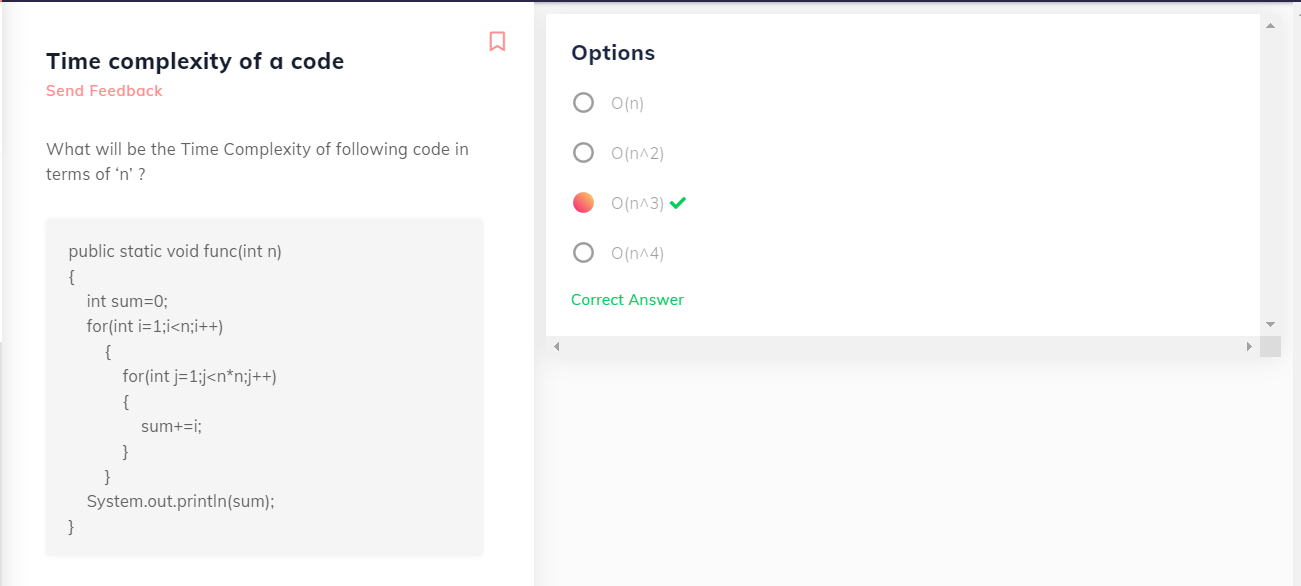 Time complexity of a code
Send Feedback
What will be the Time Complexity of following code in
terms of ‘n’ ?
public static void func(int n)
{
int sum=0;
for(int i=1;i<n;i++)
{
for(int j=1;j<n*n;j++)
{
sum+=i;
}
}
System.out.println(sum);
}
Options
O(n)
O(n^2)
O(n^3)
O(n^4)
Correct Answer